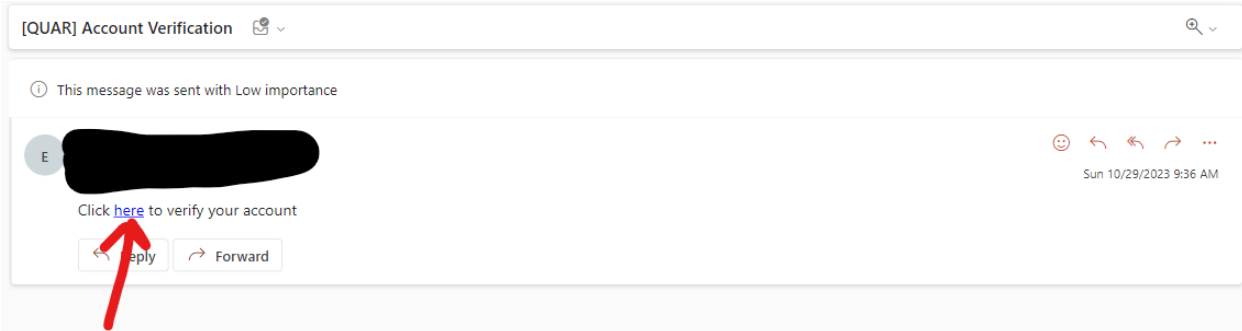 [QUAR] Account Verification
This message was sent with Low importance
E
Sun 10/29/2023 9:36 AM
Click here to verify your account
Reply
Forward